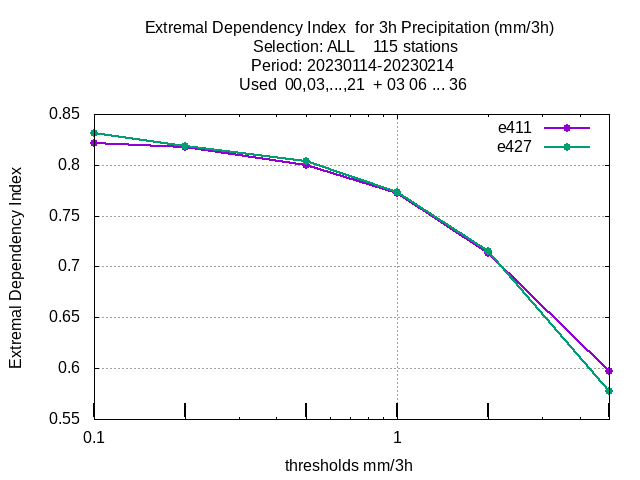 Extremal Dependency Index  for 3h Precipitation (mm/3h)
Selection: ALL    115 stations
Period: 20230114-20230214
Used  00,03,...,21  + 03 06 ... 36
e411
e427
Extremal Dependency Index
0.85
0.8
0.75
0.7
0.65
0.6
0.55
0.1
1
thresholds mm/3h